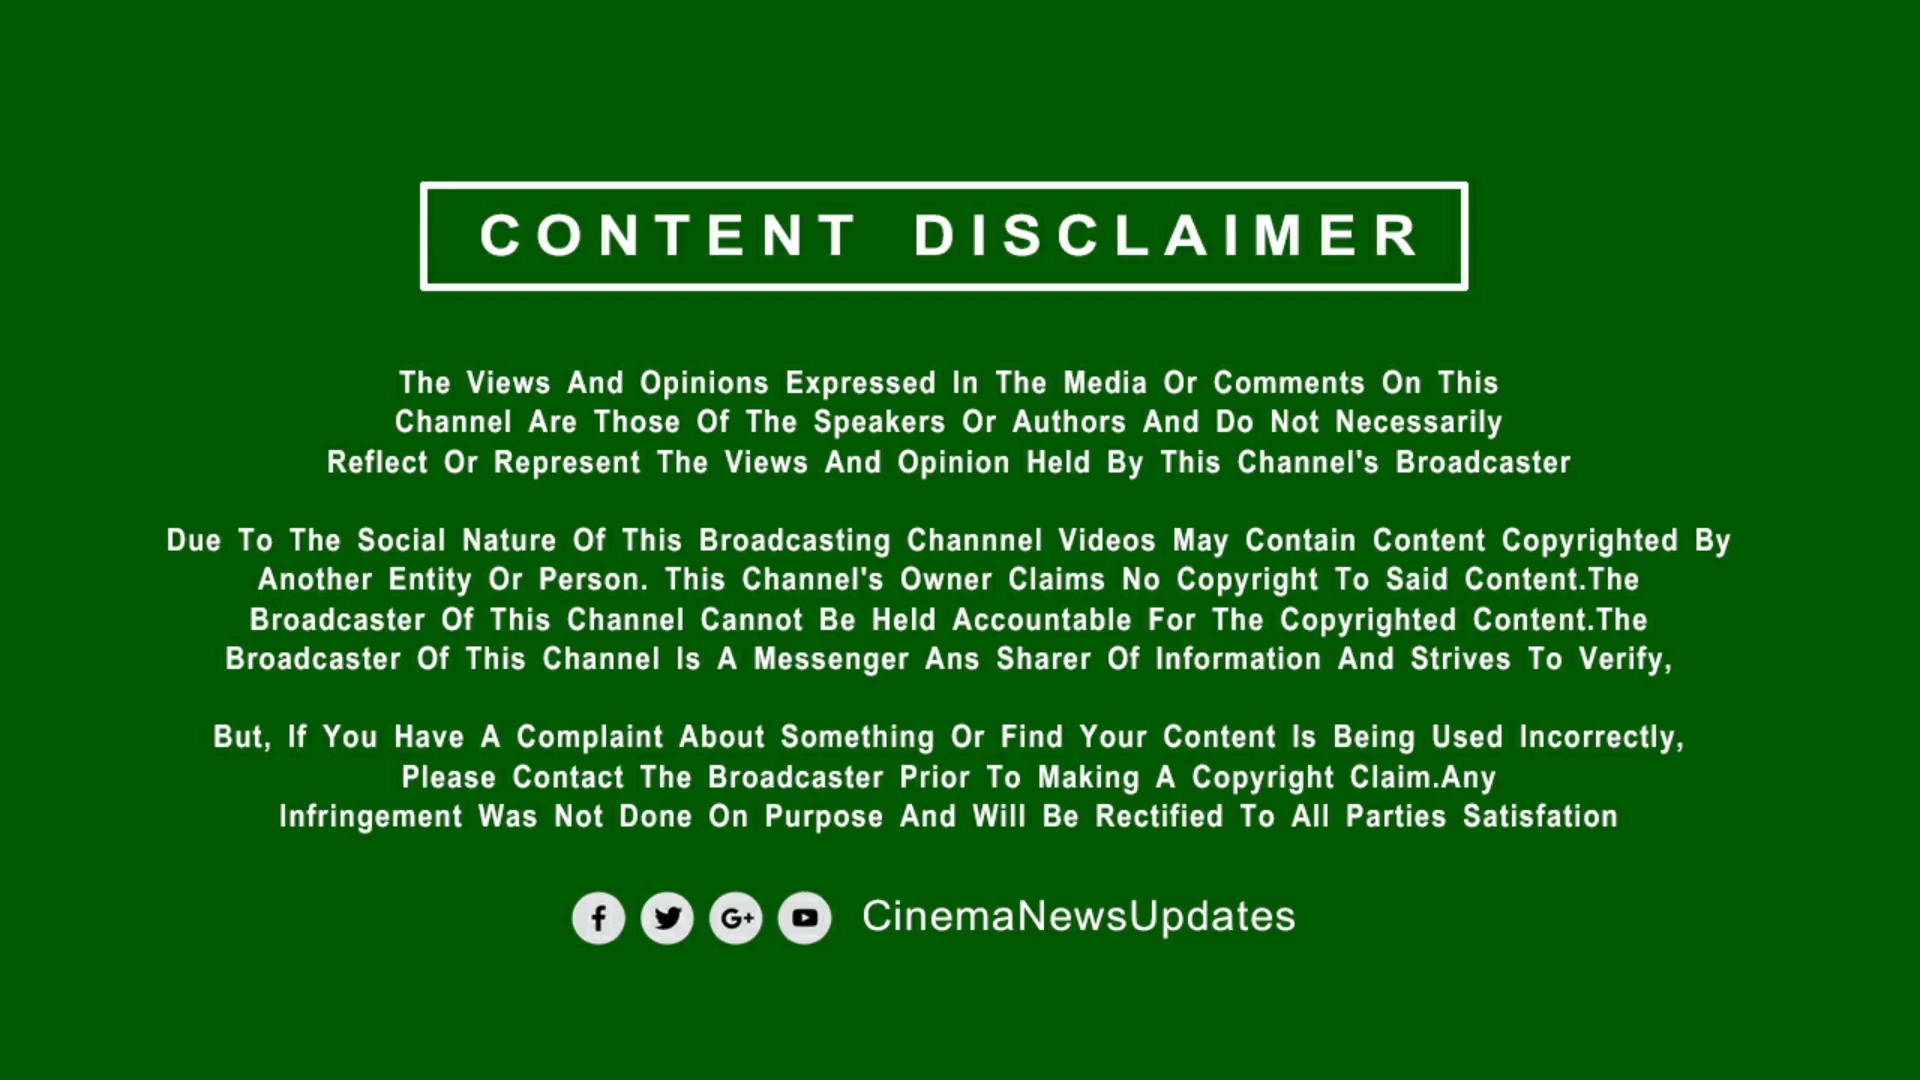 CONTENT DISCLAIMER
The Views And Opinions Expressed In The Media Or Comments On This
Channel Are Those Of The Speakers Or Authors And Do Not Necessarily
Reflect Or Represent The Views And Opinion Held By This Channel's Broadcaster
Due To The Social Nature Of This Broadcasting Channnel Videos May Contain Content Copyrighted By
Another Entity Or Person. This Channel's Owner Claims No Copyright To Said Content.The
Broadcaster Of This Channel Cannot Be Held Accountable For The Copyrighted Content.The
Broadcaster Of This Channel Is A Messenger Ans Sharer Of Information And Strives To Verify,
But, If You Have A Complaint About Something Or Find Your Content Is Being Used Incorrectly,
Please Contact The Broadcaster Prior To Making A Copyright Claim.Any
Infringement Was Not Done On Purpose And Will Be Rectified To All Parties Satisfation
f G+ CinemaNewsUpdates